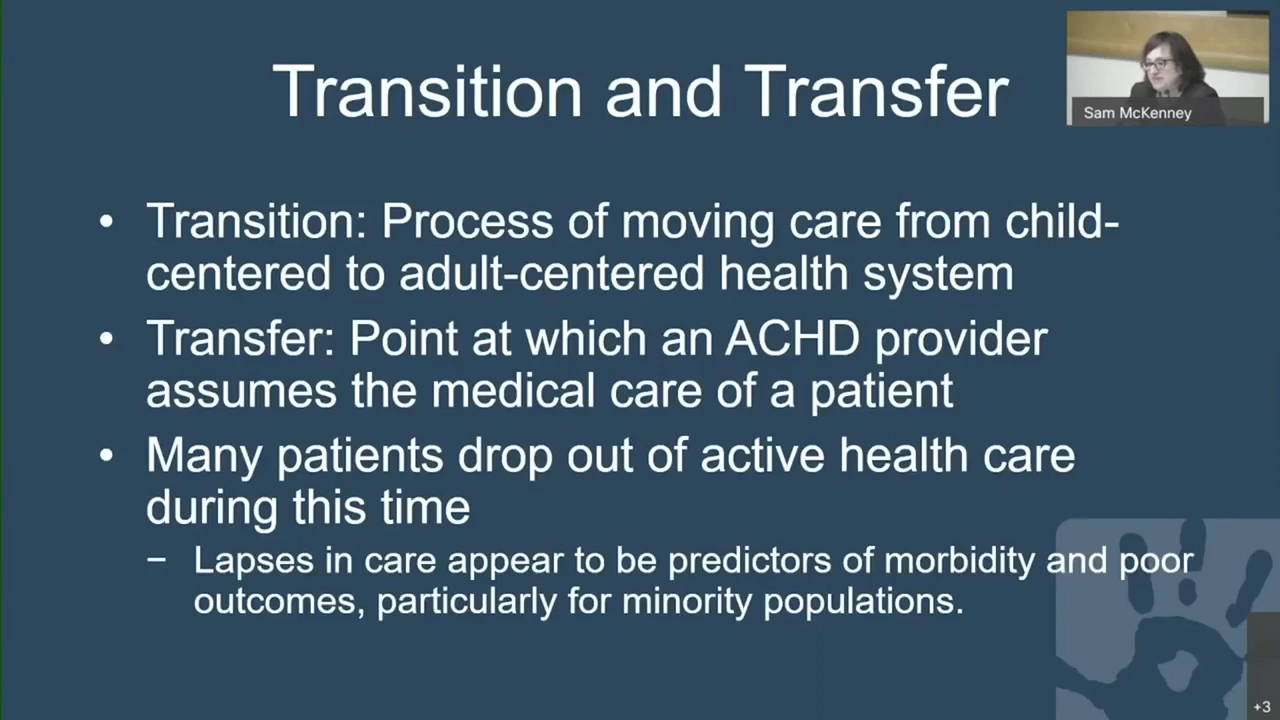 Transition and Transfer
Sam McKenney
• Transition: Process of moving care from child-
centered to adult-centered health system
• Transfer: Point at which an ACHD provider
assumes the medical care of a patient
• Many patients drop out of active health care
during this time
– Lapses in care appear to be predictors of morbidity and poor
outcomes, particularly for minority populations.
+3